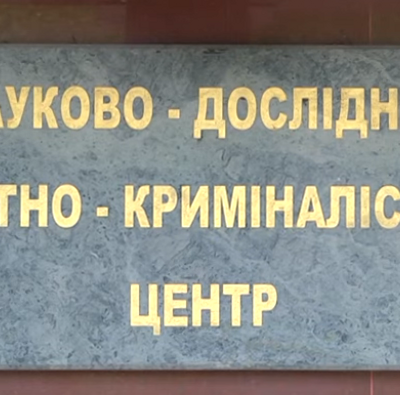 АУКОВО - ДОСЛІДН
ТНО - КРИМІНАЛІС
ЦЕНТР